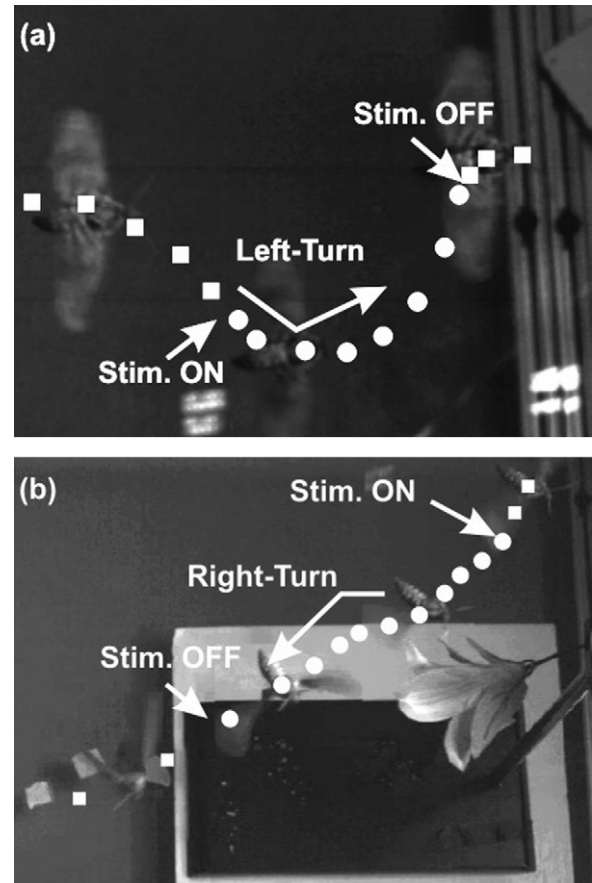 (a)
Stim. OFF
Left-Turn
Stim. ON
(b)
Stim. ON
Right-Turn
Stim. OFF